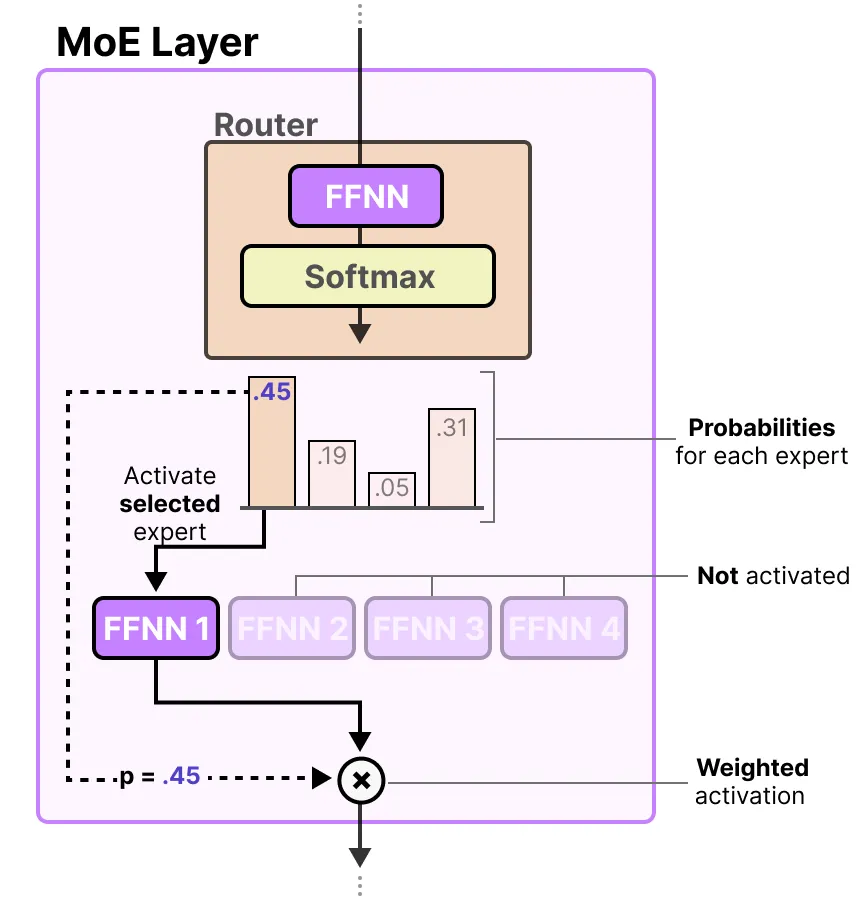 MoE Layer
Router
FFNN
Softmax
.45
.19
.05
.31
Probabilities
for each expert
Activate
selected
expert
Not activated
FFNN 1
FFNN 2
FFNN 3
FFNN 4
p = .45
Weighted
activation